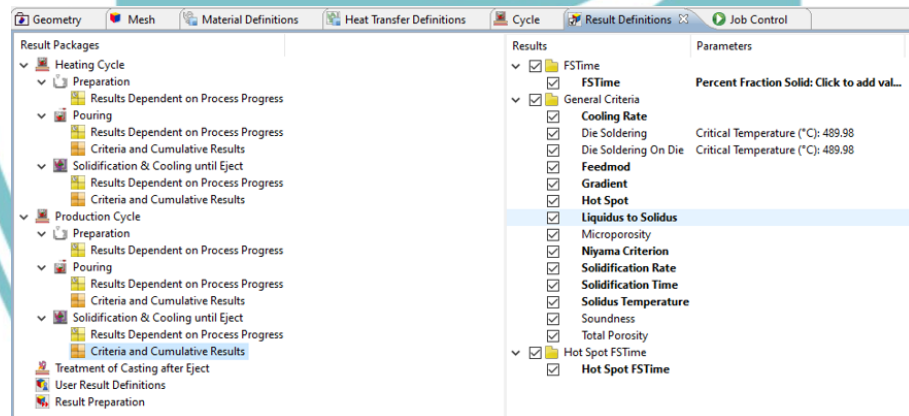 Geometry Mesh Material Definitions Heat Transfer Definitions Cycle Result Definitions Job Control
Result Packages
Heating Cycle
Preparation
Results Dependent on Process Progress
Pouring
Results Dependent on Process Progress
Criteria and Cumulative Results
Solidification & Cooling until Eject
Results Dependent on Process Progress
Criteria and Cumulative Results
Production Cycle
Preparation
Results Dependent on Process Progress
Pouring
Results Dependent on Process Progress
Criteria and Cumulative Results
Solidification & Cooling until Eject
Results Dependent on Process Progress
Criteria and Cumulative Results
Treatment of Casting after Eject
User Result Definitions
Result Preparation
Results Parameters
FSTime
FSTime Percent Fraction Solid: Click to add val...
General Criteria
Cooling Rate
Die Soldering Critical Temperature (°C): 489.98
Die Soldering On Die Critical Temperature (°C): 489.98
Feedmod
Gradient
Hot Spot
Liquidus to Solidus
Microporosity
Niyama Criterion
Solidification Rate
Solidification Time
Solidus Temperature
Soundness
Total Porosity
Hot Spot FSTime
Hot Spot FSTime